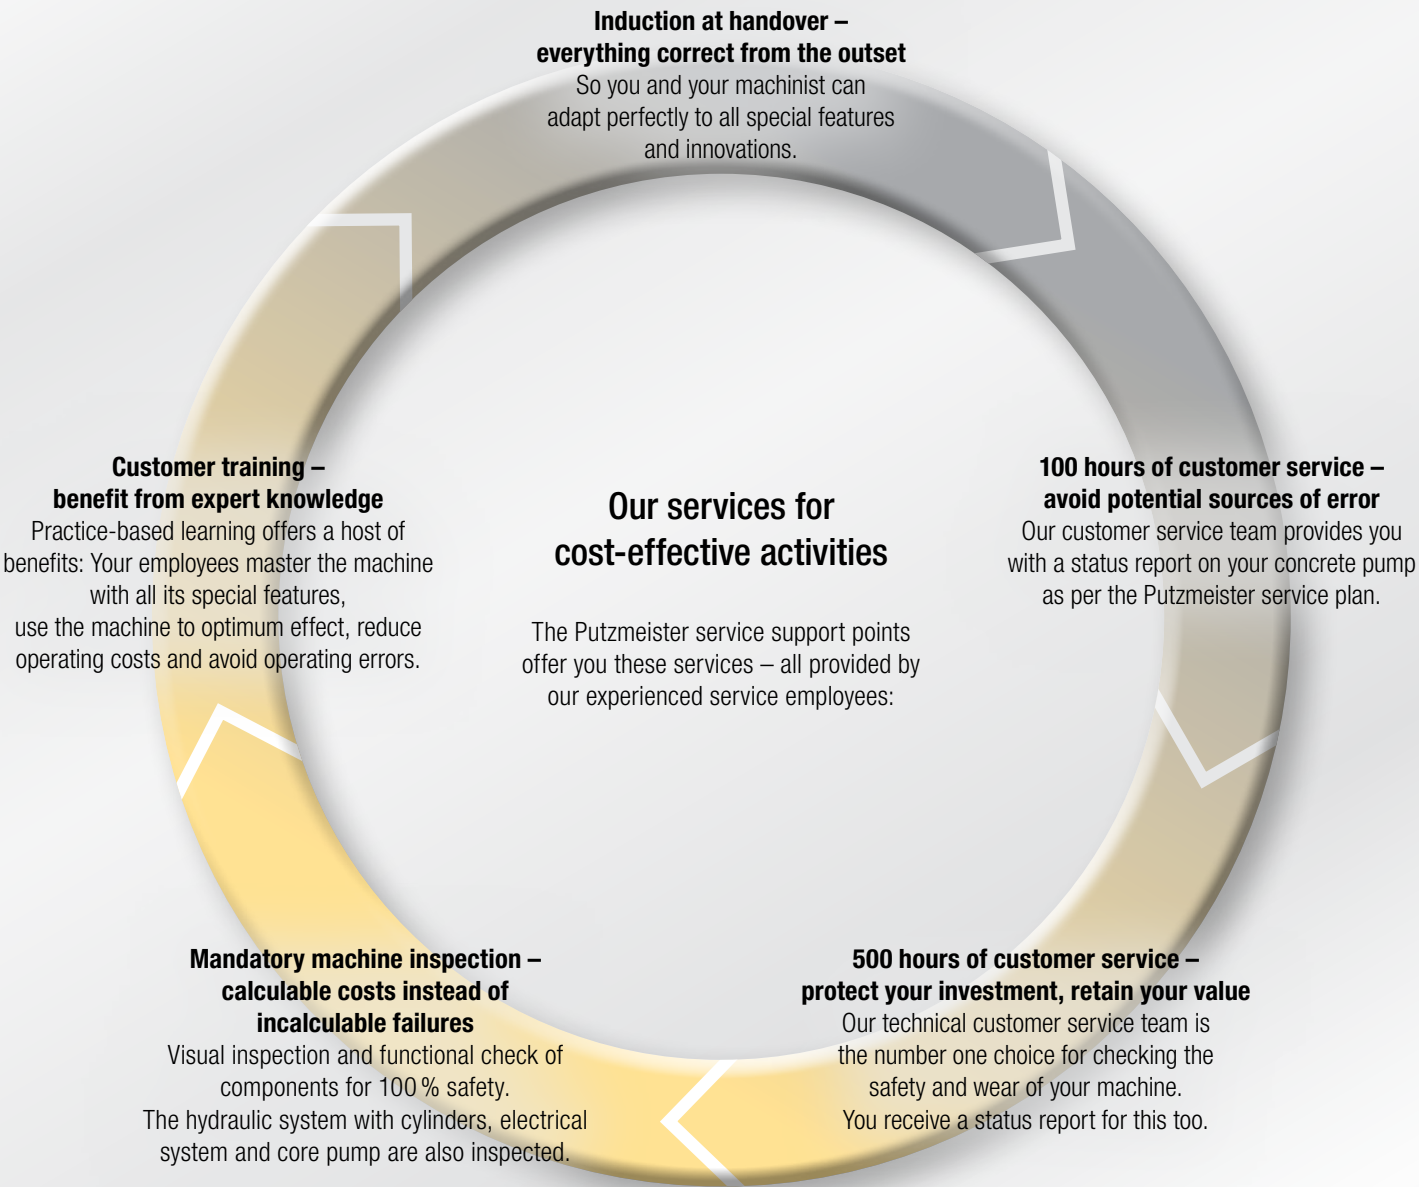 Induction at handover –
everything correct from the outset
So you and your machinist can
adapt perfectly to all special features
and innovations.
Customer training –
benefit from expert knowledge
Practice-based learning offers a host of
benefits: Your employees master the machine
with all its special features,
use the machine to optimum effect, reduce
operating costs and avoid operating errors.
Our services for
cost-effective activities
The Putzmeister service support points
offer you these services – all provided by
our experienced service employees:
100 hours of customer service –
avoid potential sources of error
Our customer service team provides you
with a status report on your concrete pump
as per the Putzmeister service plan.
Mandatory machine inspection –
calculable costs instead of
incalculable failures
Visual inspection and functional check of
components for 100 % safety.
The hydraulic system with cylinders, electrical
system and core pump are also inspected.
500 hours of customer service –
protect your investment, retain your value
Our technical customer service team is
the number one choice for checking the
safety and wear of your machine.
You receive a status report for this too.